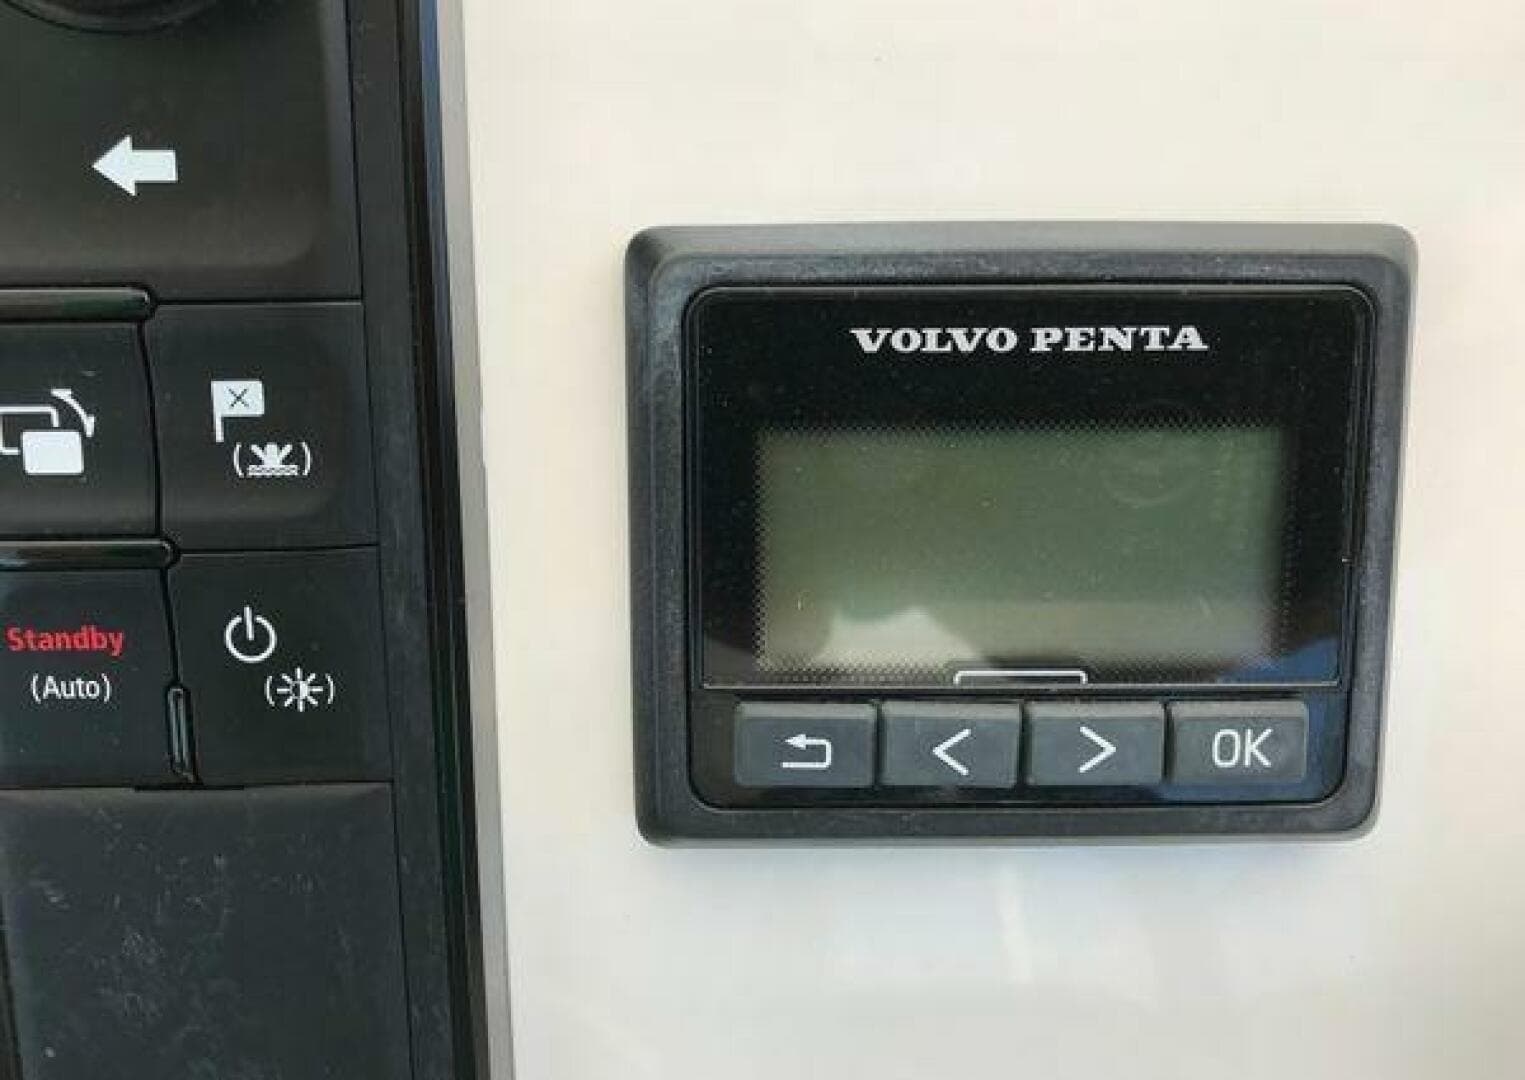 VOLVO PENTA
Standby
(Auto)
OK